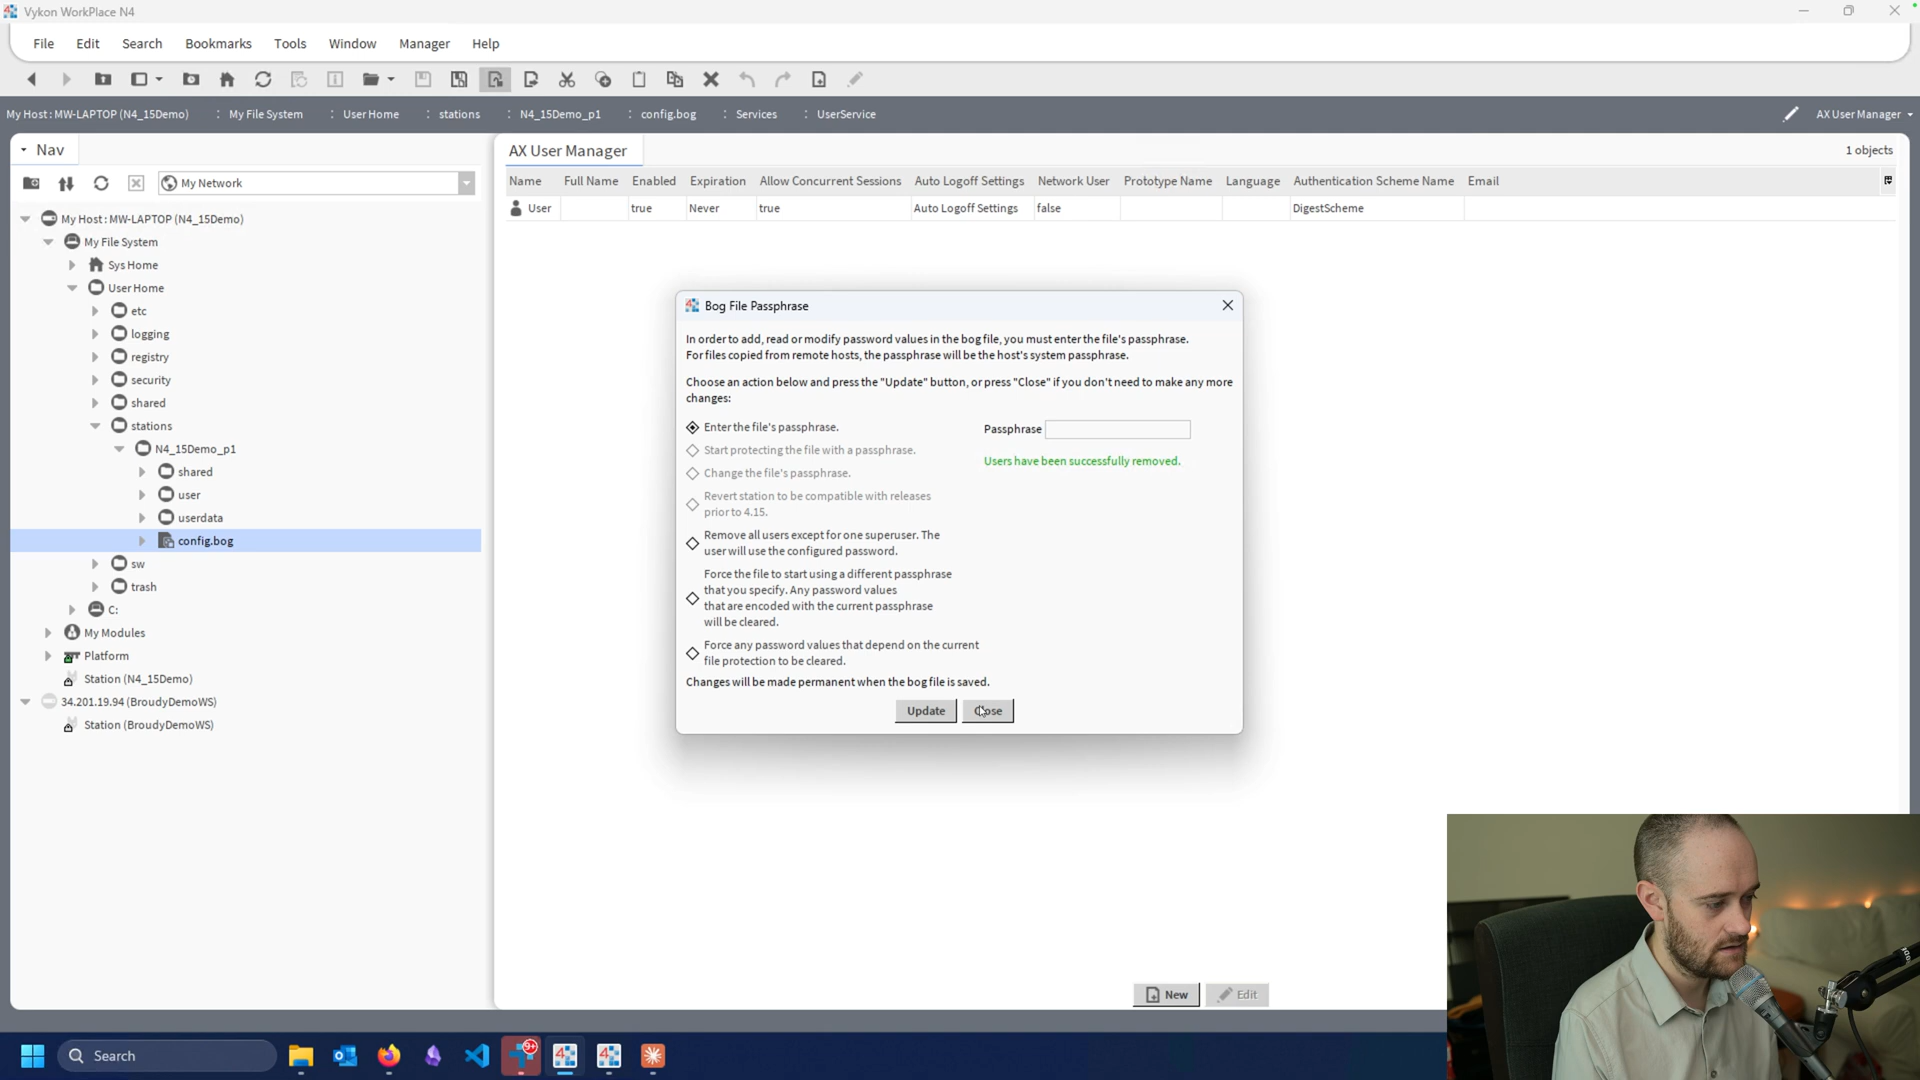 Vykon WorkPlace N4
File Edit Search Bookmarks Tools Window Manager Help
My Host : MW-LAPTOP (N4_15Demo) : My File System : User Home : stations : N4_15Demo_p1 : config.bog : Services : UserService AX User Manager
Nav
My Network
My Host : MW-LAPTOP (N4_15Demo)
My File System
Sys Home
User Home
etc
logging
registry
security
shared
stations
N4_15Demo_p1
shared
user
userdata
config.bog
sw
trash
C:
My Modules
Platform
Station (N4_15Demo)
34.201.19.94 (BroudyDemoWS)
Station (BroudyDemoWS)
AX User Manager 1 objects
Name Full Name Enabled Expiration Allow Concurrent Sessions Auto Logoff Settings Network User Prototype Name Language Authentication Scheme Name Email
User true Never true Auto Logoff Settings false DigestScheme
Bog File Passphrase
In order to add, read or modify password values in the bog file, you must enter the file's passphrase.
For files copied from remote hosts, the passphrase will be the host's system passphrase.
Choose an action below and press the "Update" button, or press "Close" if you don't need to make any more
changes:
Enter the file's passphrase.
Start protecting the file with a passphrase.
Change the file's passphrase.
Revert station to be compatible with releases
prior to 4.15.
Remove all users except for one superuser. The
user will use the configured password.
Force the file to start using a different passphrase
that you specify. Any password values
that are encoded with the current passphrase
will be cleared.
Force any password values that depend on the current
file protection to be cleared.
Passphrase
Users have been successfully removed.
Changes will be made permanent when the bog file is saved.
Update Close
New Edit
Search
9+